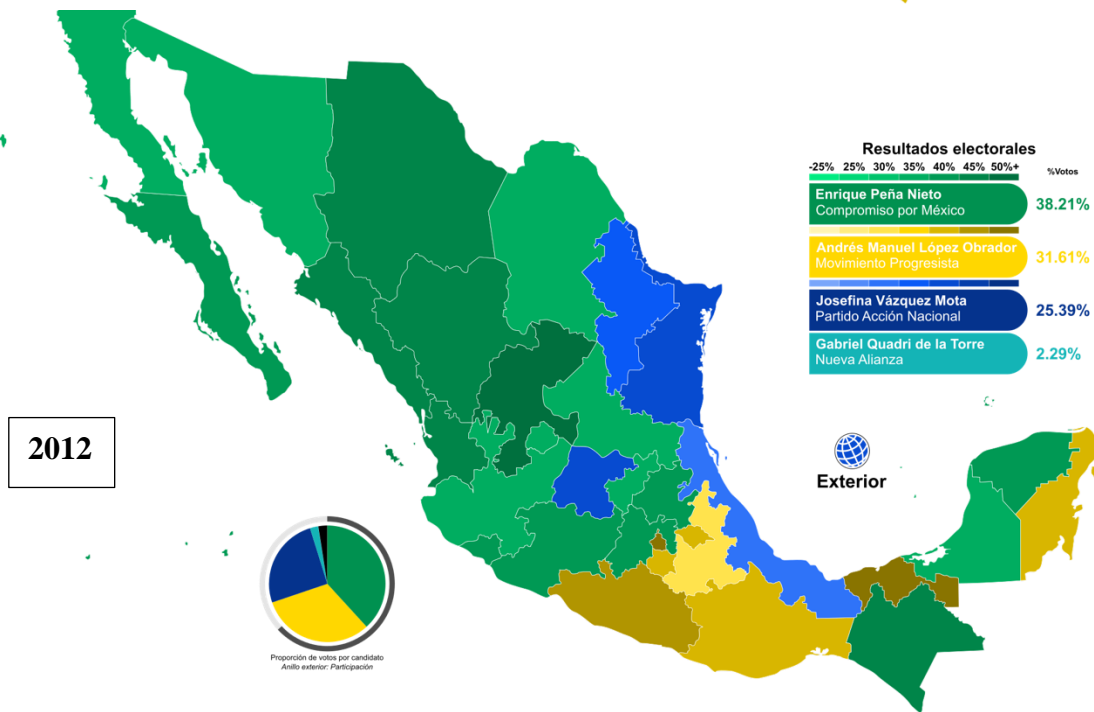 Resultados electorales
-25% 25% 30% 35% 40% 45% 50%+ %Votos
Enrique Peña Nieto
Compromiso por México
38.21%
Andrés Manuel López Obrador
Movimiento Progresista
31.61%
Josefina Vázquez Mota
Partido Acción Nacional
25.39%
Gabriel Quadri de la Torre
Nueva Alianza
2.29%
2012
Exterior
Proporción de votos por candidato
Anillo exterior: Participación